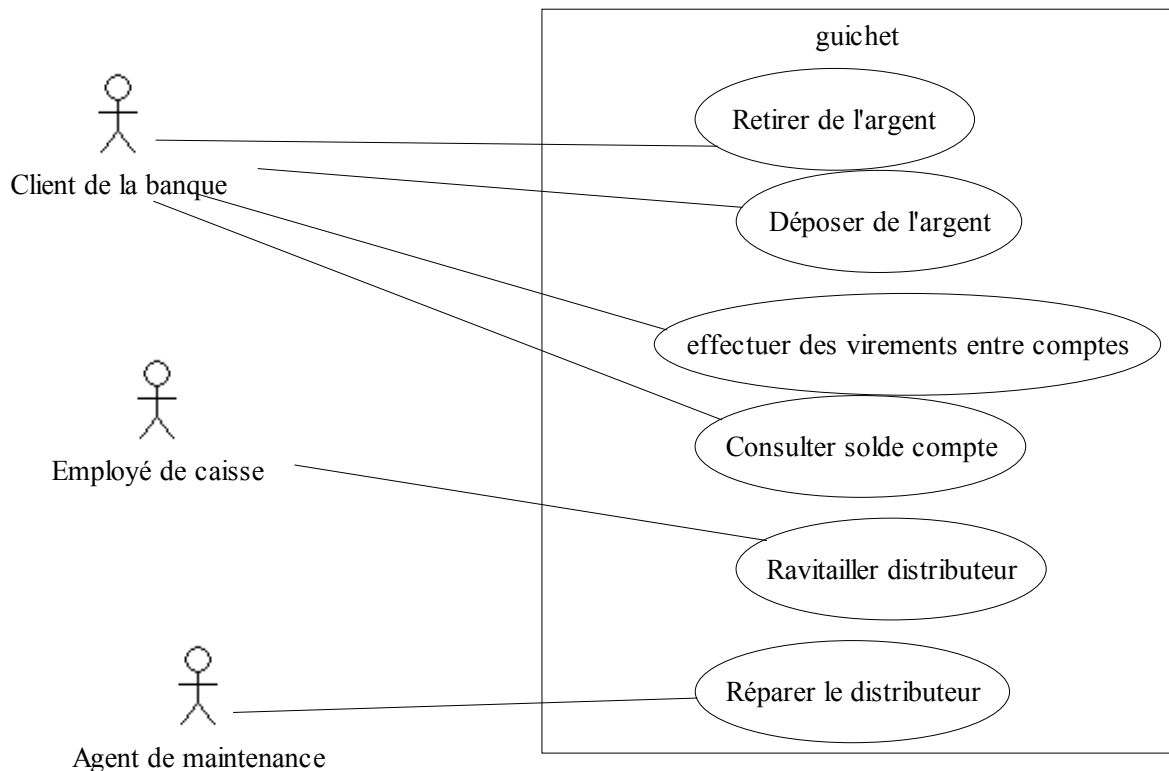 guichet
Retirer de l'argent
Client de la banque
Déposer de l'argent
effectuer des virements entre comptes
Consulter solde compte
Employé de caisse
Ravitailler distributeur
Réparer le distributeur
Agent de maintenance